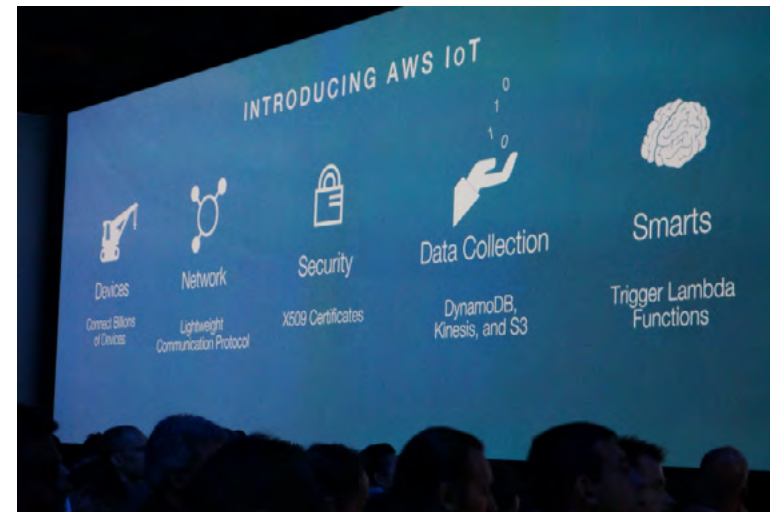 INTRODUCING AWS IoT
0
1
1 0
Devices
Connect Billions
of Devices
Network
Lightweight
Communication Protocol
Security
X509 Certificates
Data Collection
DynamoDB,
Kinesis, and S3
Smarts
Trigger Lambda
Functions